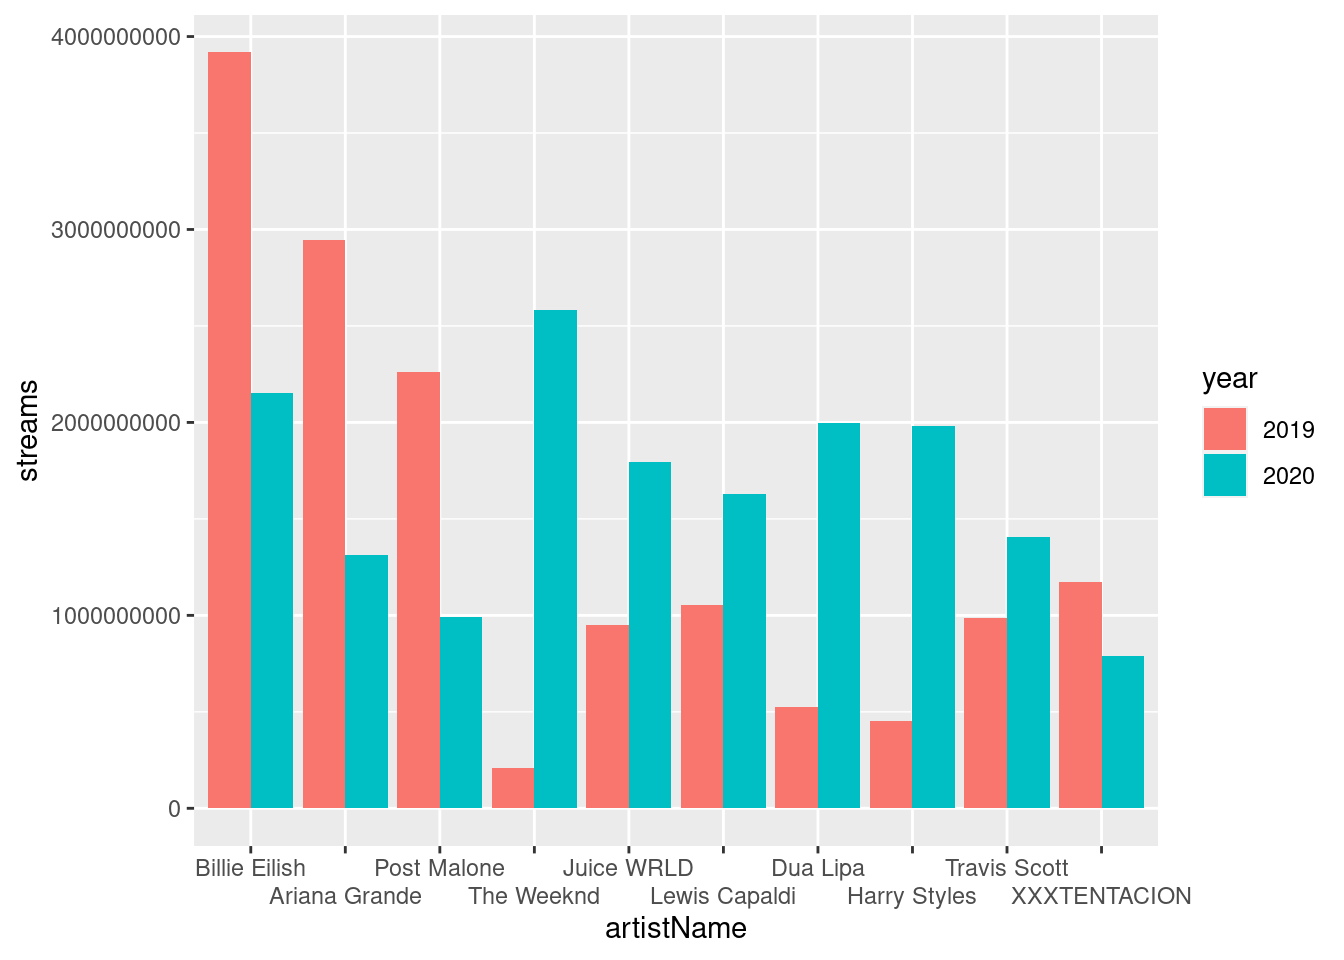 4000000000
3000000000
2000000000
1000000000
0
streams
Billie Eilish
Ariana Grande
Post Malone
The Weeknd
Juice WRLD
Lewis Capaldi
Dua Lipa
Harry Styles
Travis Scott
XXXTENTACION
artistName
year
2019
2020